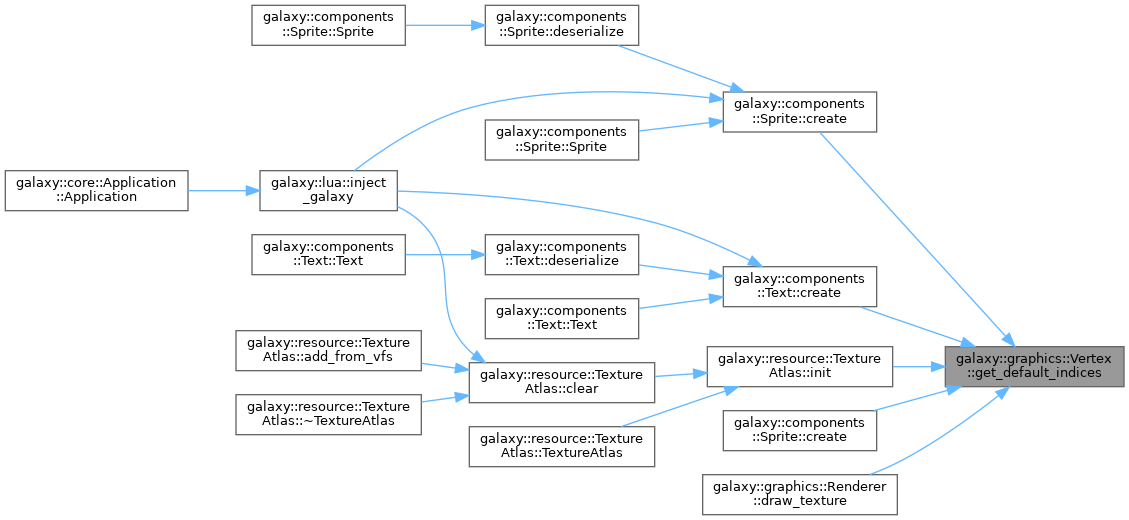 galaxy::components
::Sprite::Sprite
galaxy::components
::Sprite::deserialize
galaxy::components
::Sprite::create
galaxy::components
::Sprite::Sprite
galaxy::core::Application
::Application
galaxy::lua::inject
_galaxy
galaxy::components
::Text::Text
galaxy::components
::Text::deserialize
galaxy::components
::Text::create
galaxy::components
::Text::Text
galaxy::resource::Texture
Atlas::add_from_vfs
galaxy::resource::Texture
Atlas::clear
galaxy::resource::Texture
Atlas::init
galaxy::graphics::Vertex
::get_default_indices
galaxy::resource::Texture
Atlas::~TextureAtlas
galaxy::resource::Texture
Atlas::TextureAtlas
galaxy::components
::Sprite::create
galaxy::graphics::Renderer
::draw_texture